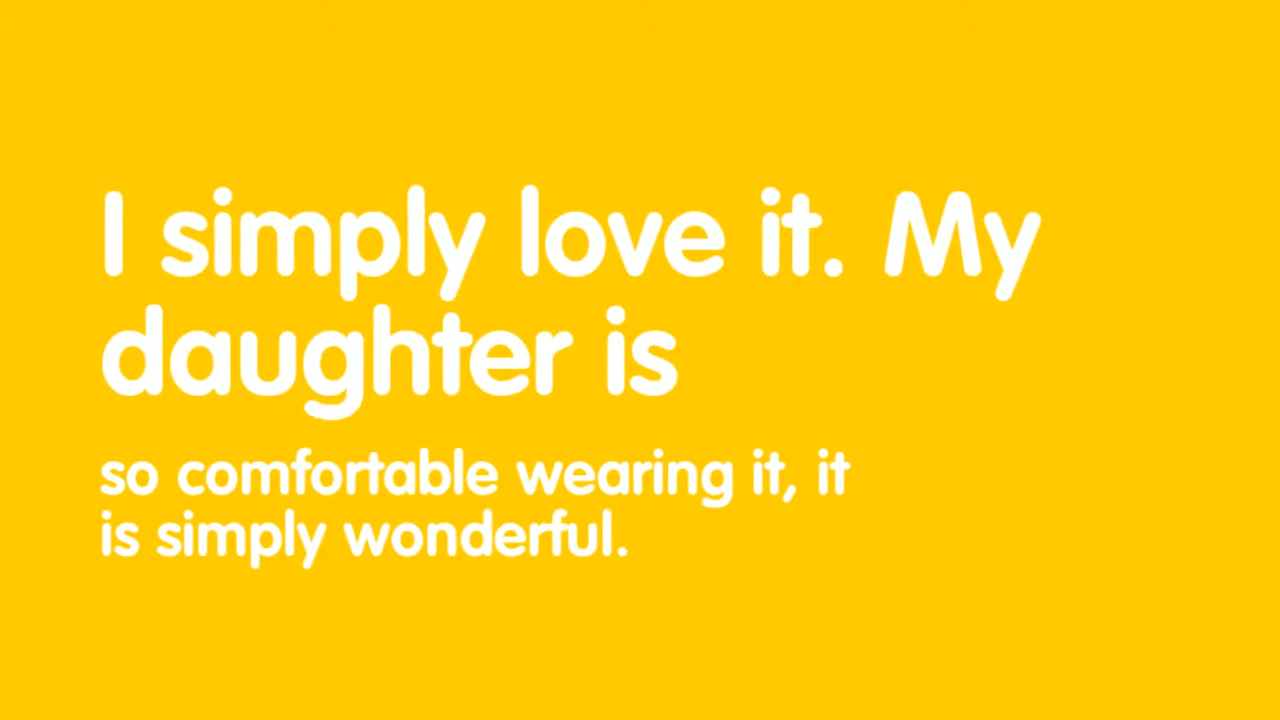 I simply love it. My
daughter is
so comfortable wearing it, it
is simply wonderful.